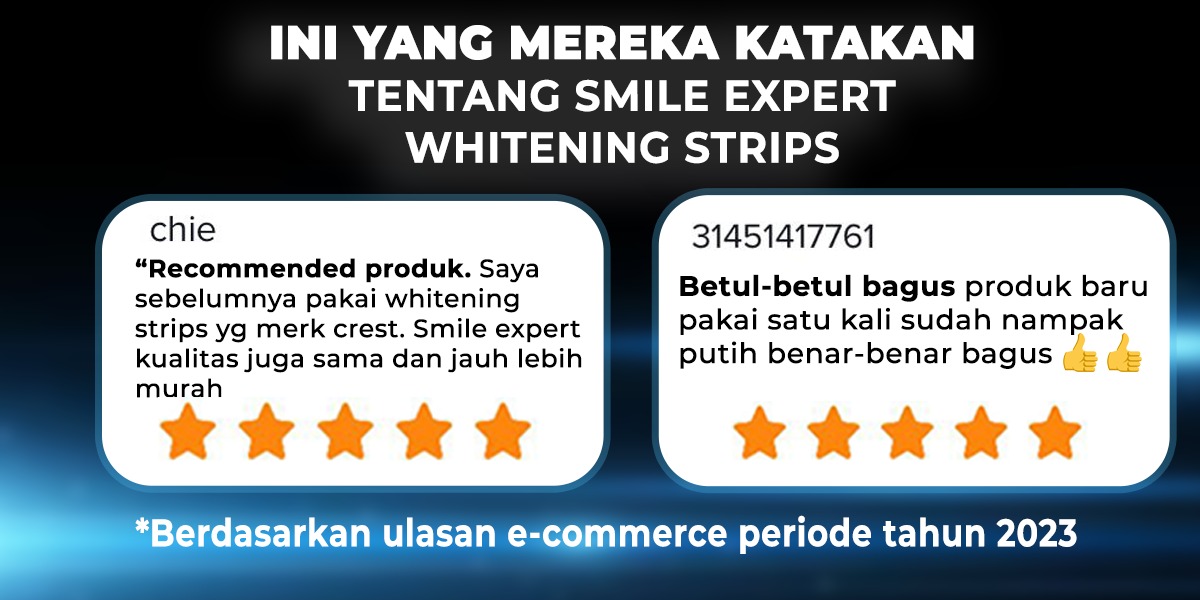 INI YANG MEREKA KATAKAN
TENTANG SMILE EXPERT
WHITENING STRIPS
chie
“Recommended produk. Saya
sebelumnya pakai whitening
strips yg merk crest. Smile expert
kualitas juga sama dan jauh lebih
murah
31451417761
Betul-betul bagus produk baru
pakai satu kali sudah nampak
putih benar-benar bagus 👍👍
*Berdasarkan ulasan e-commerce periode tahun 2023